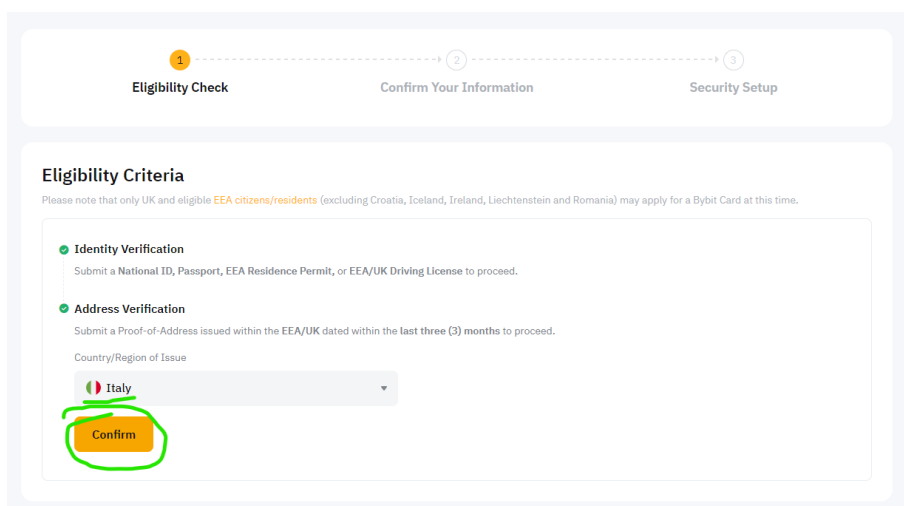 1
2
3
Eligibility Check
Confirm Your Information
Security Setup
Eligibility Criteria
Please note that only UK and eligible EEA citizens/residents (excluding Croatia, Iceland, Ireland, Liechtenstein and Romania) may apply for a Bybit Card at this time.
Identity Verification
Submit a National ID, Passport, EEA Residence Permit, or EEA/UK Driving License to proceed.
Address Verification
Submit a Proof-of-Address issued within the EEA/UK dated within the last three (3) months to proceed.
Country/Region of Issue
Italy
Confirm